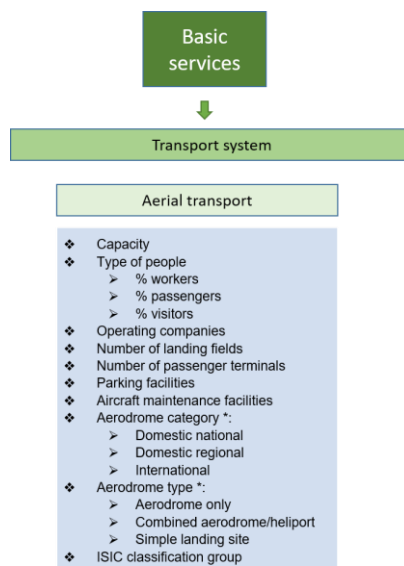 Basic
services
Transport system
Aerial transport
❖ Capacity
❖ Type of people
➢ % workers
➢ % passengers
➢ % visitors
❖ Operating companies
❖ Number of landing fields
❖ Number of passenger terminals
❖ Parking facilities
❖ Aircraft maintenance facilities
❖ Aerodrome category *:
➢ Domestic national
➢ Domestic regional
➢ International
❖ Aerodrome type *:
➢ Aerodrome only
➢ Combined aerodrome/heliport
➢ Simple landing site
❖ ISIC classification group